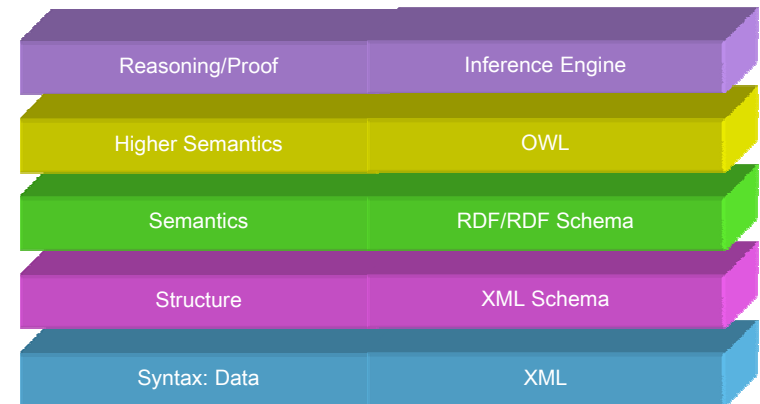 Reasoning/Proof Inference Engine
Higher Semantics OWL
Semantics RDF/RDF Schema
Structure XML Schema
Syntax: Data XML